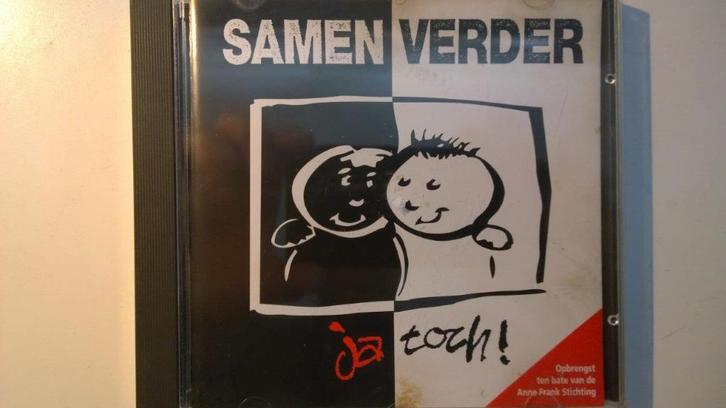 SAMEN VERDER
ja toch!
Opbrengst
ten bate van de
Anne Frank Stichting